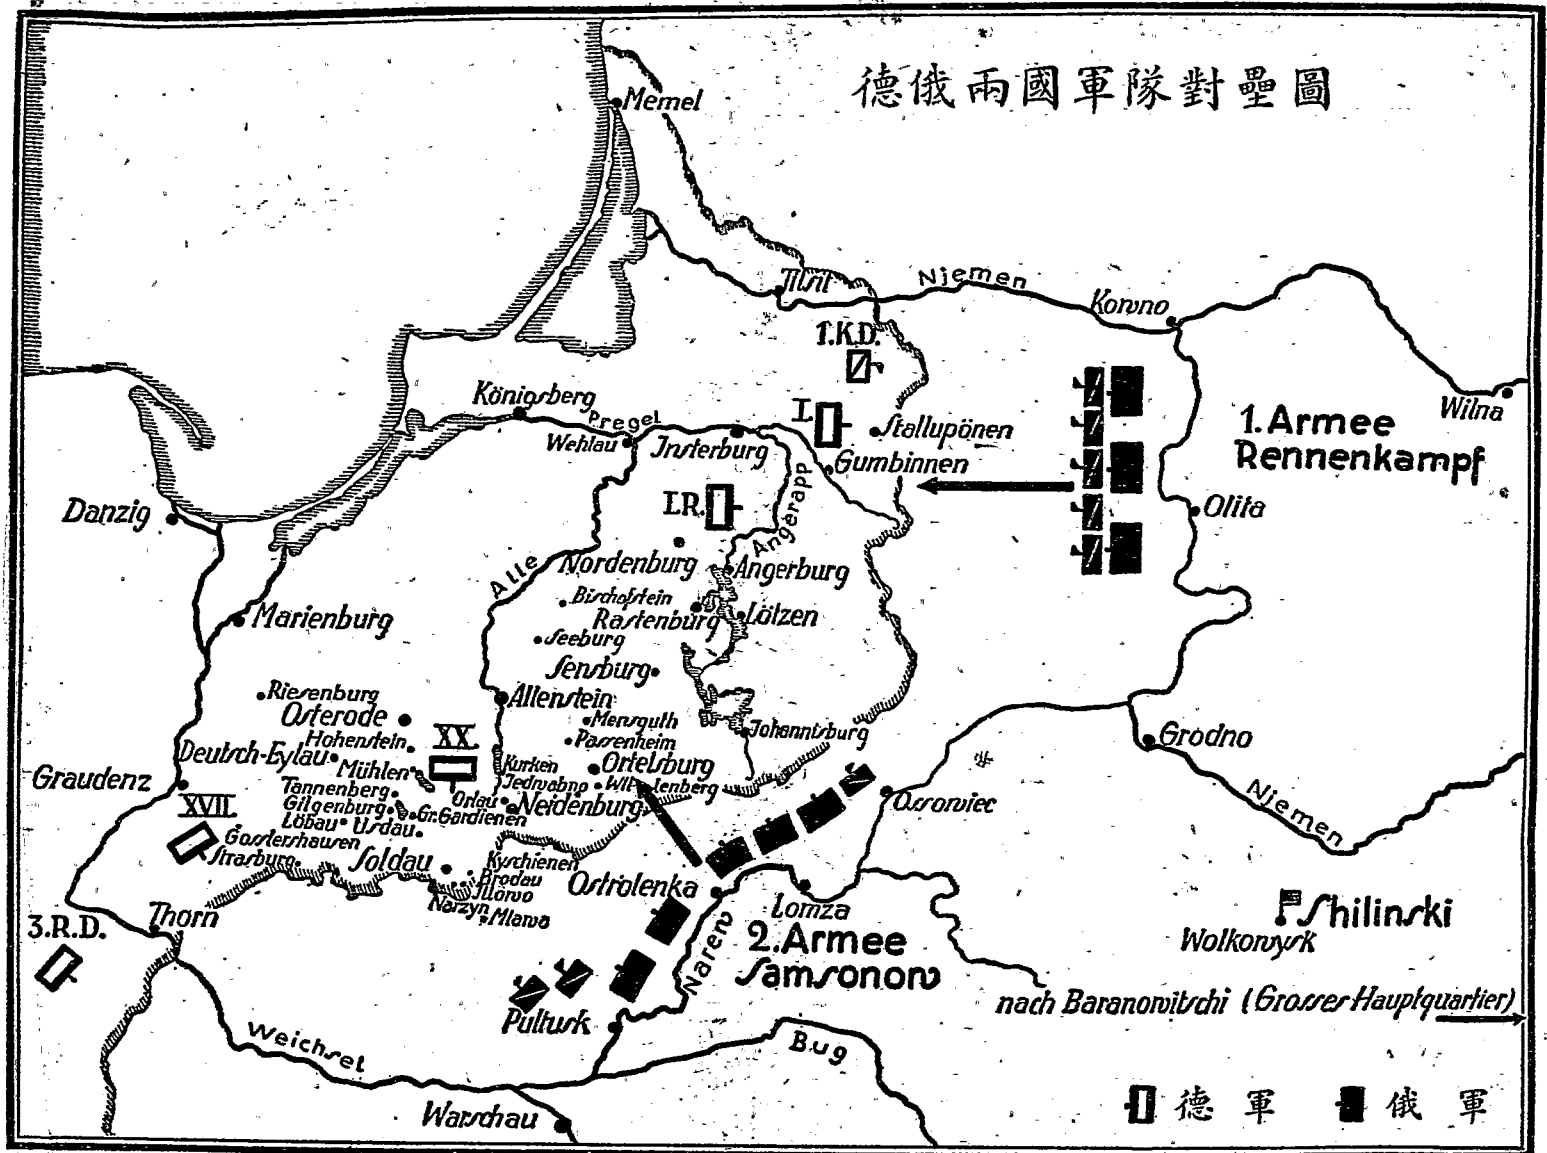 德俄兩國軍隊對壘圖
Memel
Tilsit
Njemen
Kowno
Wilna
1.K.D.
Königsberg
Pregel
I.
Stallupönen
Wehlau
Insterburg
Gumbinnen
1. Armee
Rennenkampf
Danzig
I.R.
Angerapp
Olita
Alle
Nordenburg
Angerburg
Bischofstein
Rastenburg
Lötzen
Marienburg
Seeburg
Sensburg
Riesenburg
Allenstein
Osterode
Mensguth
Johannisburg
Hohenstein
XX.
Passenheim
Grodno
Deutsch-Eylau
Mühlen
Kurken
Ortelsburg
Graudenz
Jedwabno
Tannenberg
Orlau
Neidenburg
Ossowiec
Njemen
XVII.
Gilgenburg
Gr. Gardienen
Löbau
Usdau
Gosslershausen
Strasburg
Soldau
Kyschienen
Brodau
Illowo
Narzyn
Mlawa
Ostrolenka
Lomza
Thorn
3.R.D.
Narew
2. Armee
Samsonow
Shilinski
Wolkowysk
nach Baranowitschi (Grosses Hauptquartier)
Pultusk
Weichsel
Bug
Warschau
德軍
俄軍